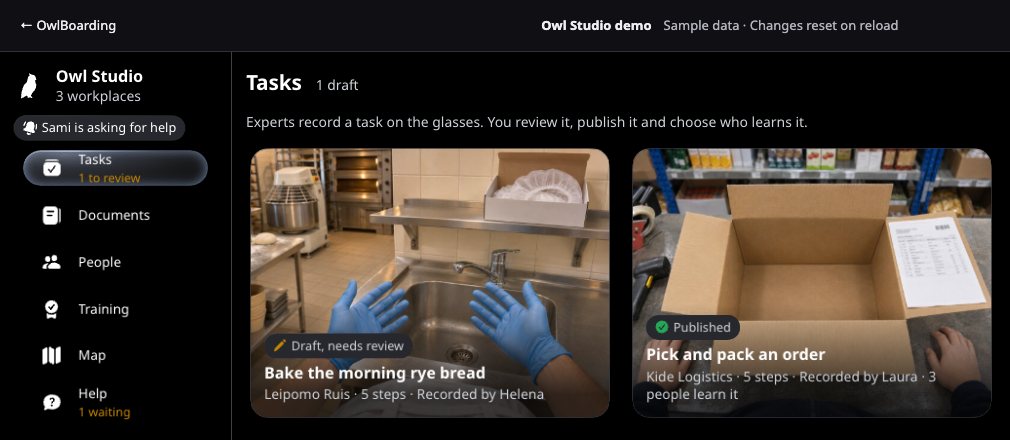 ← OwlBoarding
Owl Studio demo Sample data · Changes reset on reload
Owl Studio
3 workplaces
Sami is asking for help
Tasks
1 to review
Documents
People
Training
Map
Help
1 waiting
Tasks 1 draft
Experts record a task on the glasses. You review it, publish it and choose who learns it.
Draft, needs review
Bake the morning rye bread
Leipomo Ruis · 5 steps · Recorded by Helena
Published
Pick and pack an order
Kide Logistics · 5 steps · Recorded by Laura · 3
people learn it